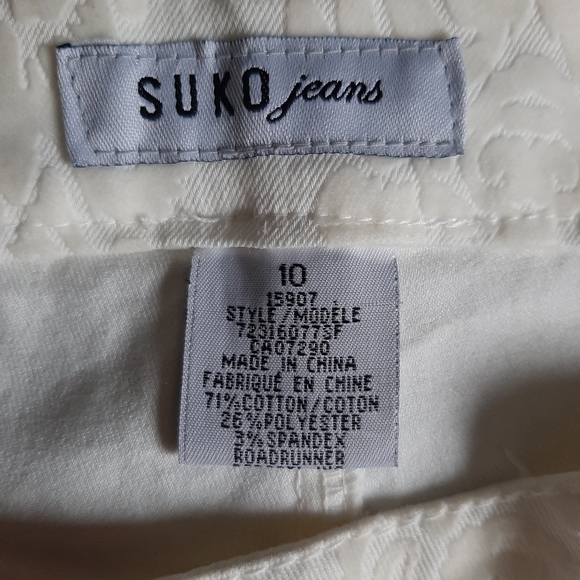 SUKO jeans
10
15907
STYLE/MODÈLE
72316077SF
CA07290
MADE IN CHINA
FABRIQUÉ EN CHINE
71%COTTON/COTON
26%POLYESTER
3%SPANDEX
ROADRUNNER